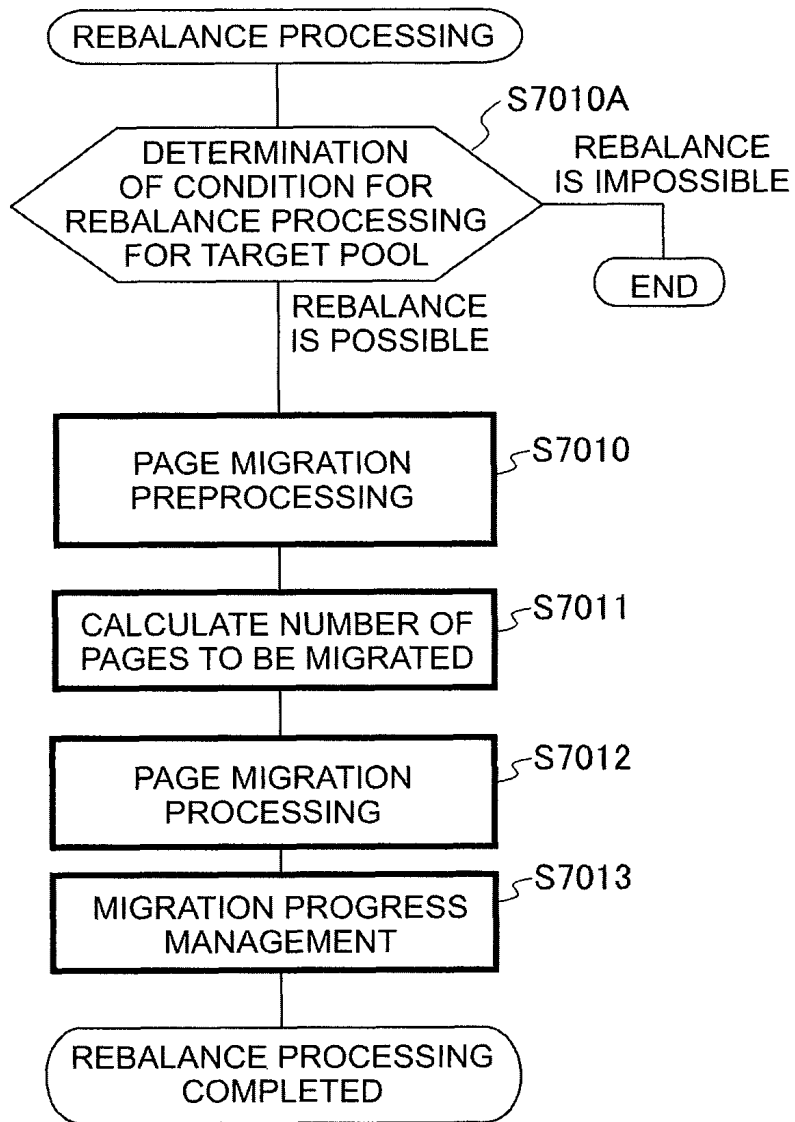 REBALANCE PROCESSING
S7010A
DETERMINATION
OF CONDITION FOR
REBALANCE PROCESSING
FOR TARGET POOL
REBALANCE
IS IMPOSSIBLE
END
REBALANCE
IS POSSIBLE
PAGE MIGRATION
PREPROCESSING
S7010
CALCULATE NUMBER OF
PAGES TO BE MIGRATED
S7011
PAGE MIGRATION
PROCESSING
S7012
MIGRATION PROGRESS
MANAGEMENT
S7013
REBALANCE PROCESSING
COMPLETED